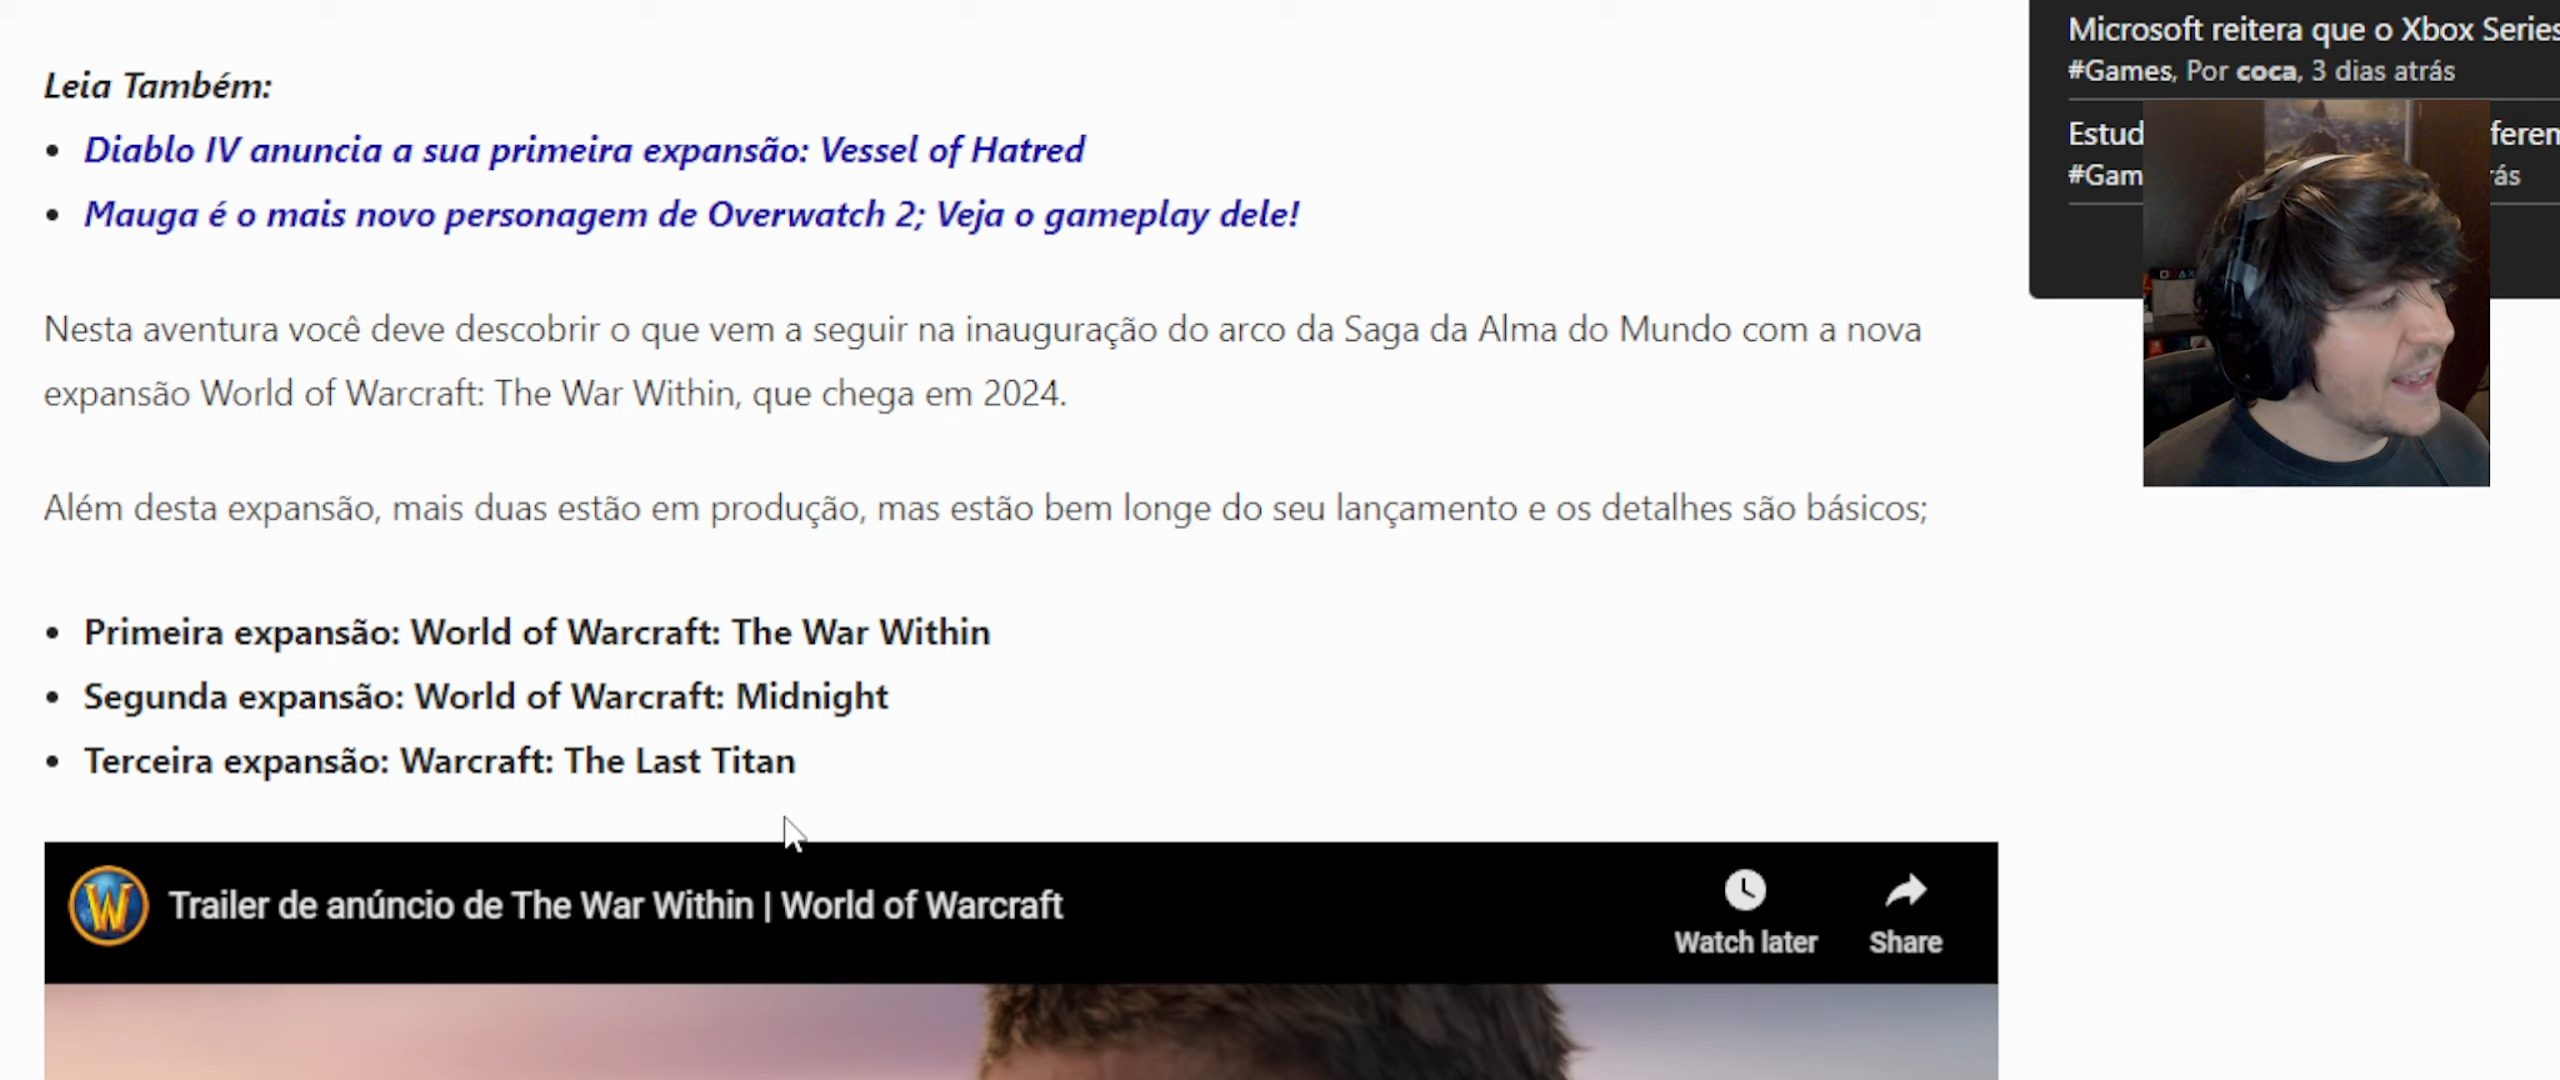 Leia Também:
• Diablo IV anuncia a sua primeira expansão: Vessel of Hatred
• Mauga é o mais novo personagem de Overwatch 2; Veja o gameplay dele!
Nesta aventura você deve descobrir o que vem a seguir na inauguração do arco da Saga da Alma do Mundo com a nova
expansão World of Warcraft: The War Within, que chega em 2024.
Além desta expansão, mais duas estão em produção, mas estão bem longe do seu lançamento e os detalhes são básicos;
• Primeira expansão: World of Warcraft: The War Within
• Segunda expansão: World of Warcraft: Midnight
• Terceira expansão: Warcraft: The Last Titan
W
Trailer de anúncio de The War Within | World of Warcraft
Watch later
Share
Microsoft reitera que o Xbox Series
#Games, Por coca, 3 dias atrás